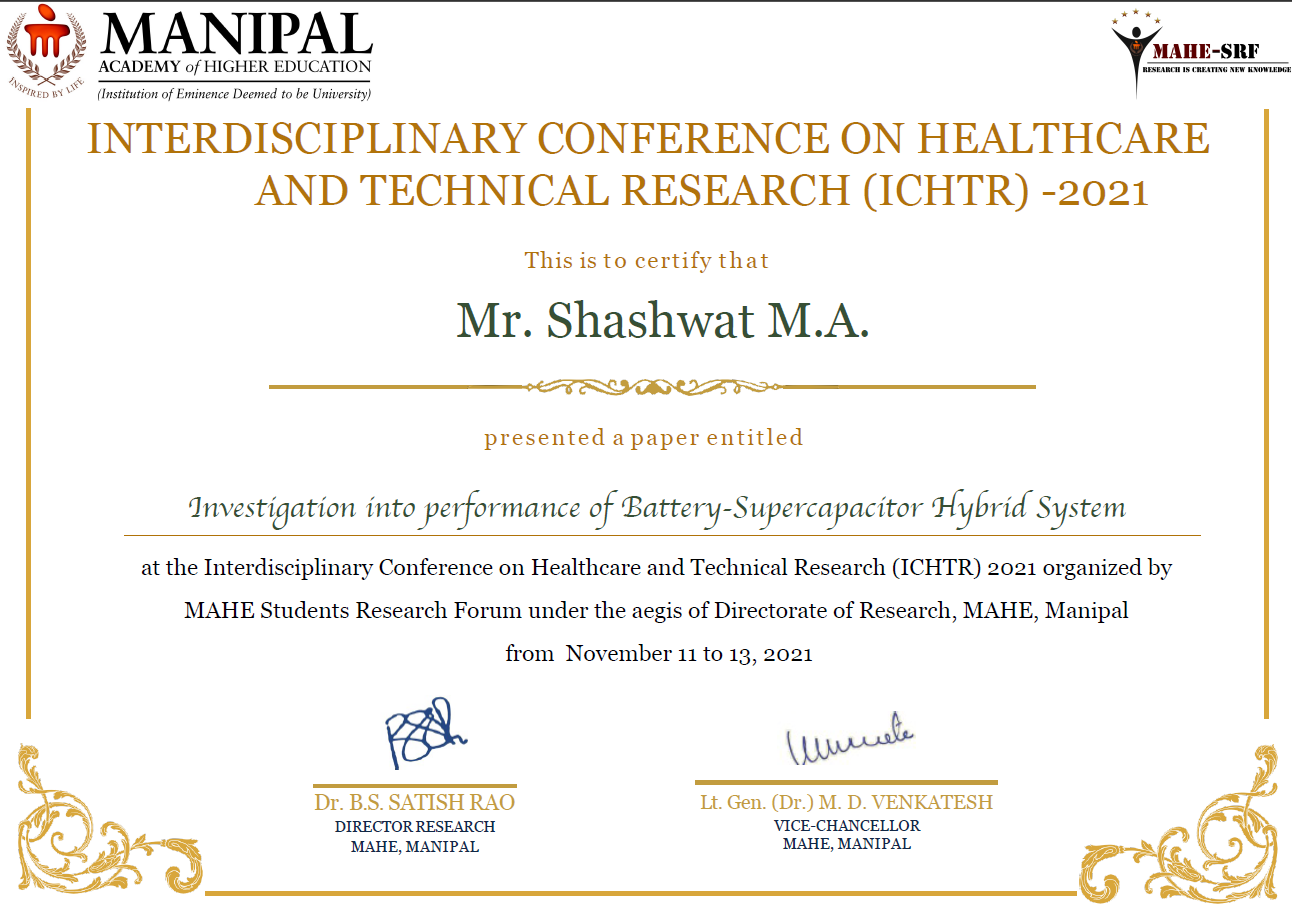 MANIPAL
ACADEMY of HIGHER EDUCATION
(Institution of Eminence Deemed to be University)
INSPIRED BY LIFE
MAHE-SRF
RESEARCH IS CREATING NEW KNOWLEDGE
INTERDISCIPLINARY CONFERENCE ON HEALTHCARE
AND TECHNICAL RESEARCH (ICHTR) -2021
This is to certify that
Mr. Shashwat M.A.
presented a paper entitled
Investigation into performance of Battery-Supercapacitor Hybrid System
at the Interdisciplinary Conference on Healthcare and Technical Research (ICHTR) 2021 organized by
MAHE Students Research Forum under the aegis of Directorate of Research, MAHE, Manipal
from November 11 to 13, 2021
Dr. B.S. SATISH RAO
DIRECTOR RESEARCH
MAHE, MANIPAL
Lt. Gen. (Dr.) M. D. VENKATESH
VICE-CHANCELLOR
MAHE, MANIPAL